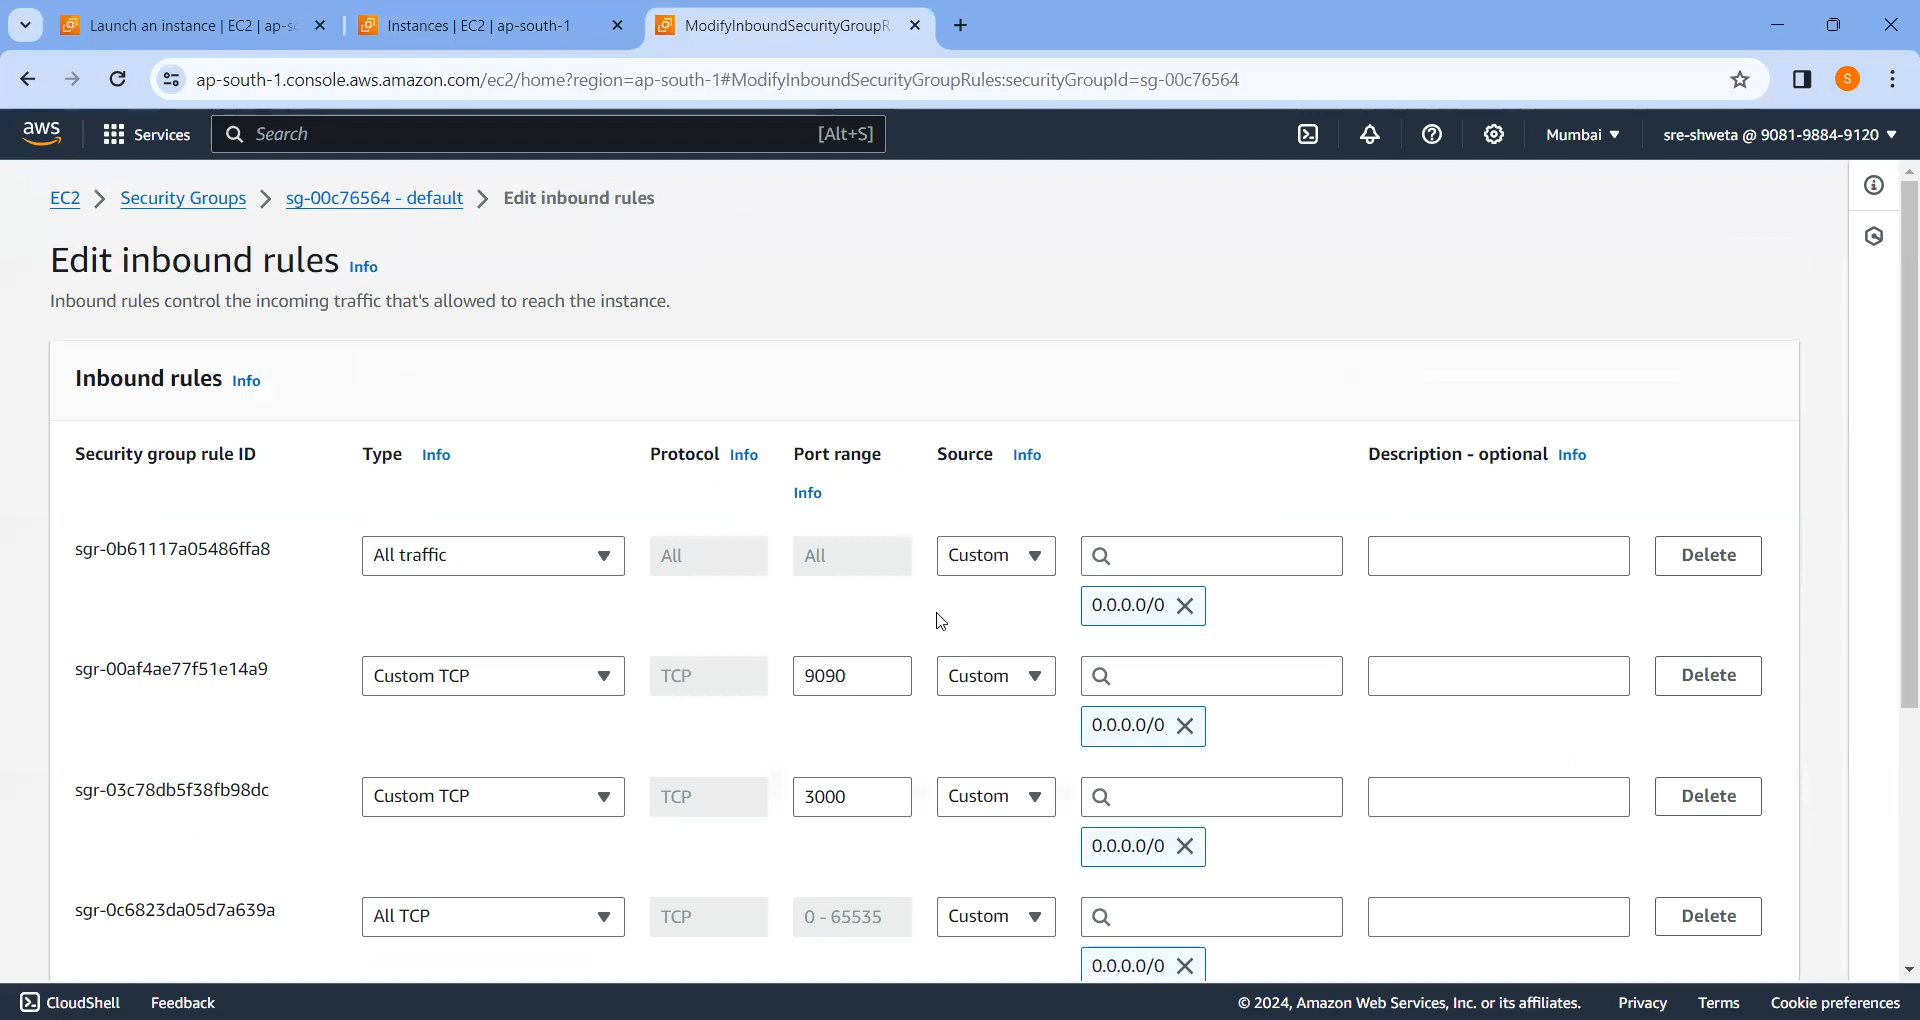 Launch an instance | EC2 | ap-sc
Instances | EC2 | ap-south-1
ModifyInboundSecurityGroupR
ap-south-1.console.aws.amazon.com/ec2/home?region=ap-south-1#ModifyInboundSecurityGroupRules:securityGroupId=sg-00c76564
S
aws Services Search [Alt+S] Mumbai sre-shweta @ 9081-9884-9120
EC2 > Security Groups > sg-00c76564 - default > Edit inbound rules
Edit inbound rules Info
Inbound rules control the incoming traffic that's allowed to reach the instance.
Inbound rules Info
Security group rule ID Type Info Protocol Info Port range Source Info Description - optional Info
Info
sgr-0b61117a05486ffa8 All traffic All All Custom Delete
0.0.0.0/0
sgr-00af4ae77f51e14a9 Custom TCP TCP 9090 Custom Delete
0.0.0.0/0
sgr-03c78db5f38fb98dc Custom TCP TCP 3000 Custom Delete
0.0.0.0/0
sgr-0c6823da05d7a639a All TCP TCP 0 - 65535 Custom Delete
0.0.0.0/0
CloudShell Feedback © 2024, Amazon Web Services, Inc. or its affiliates. Privacy Terms Cookie preferences